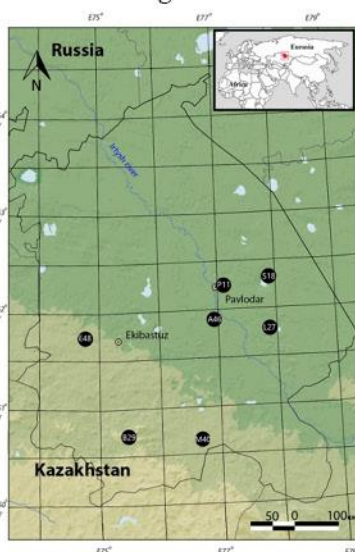 E75° E77° E79°
Russia
Eurasia
Africa
N
Irtysh river
S18
P11
Pavlodar
A46
L27
E48
Ekibastuz
B29
M40
Kazakhstan
50 0 100
E75° E77°